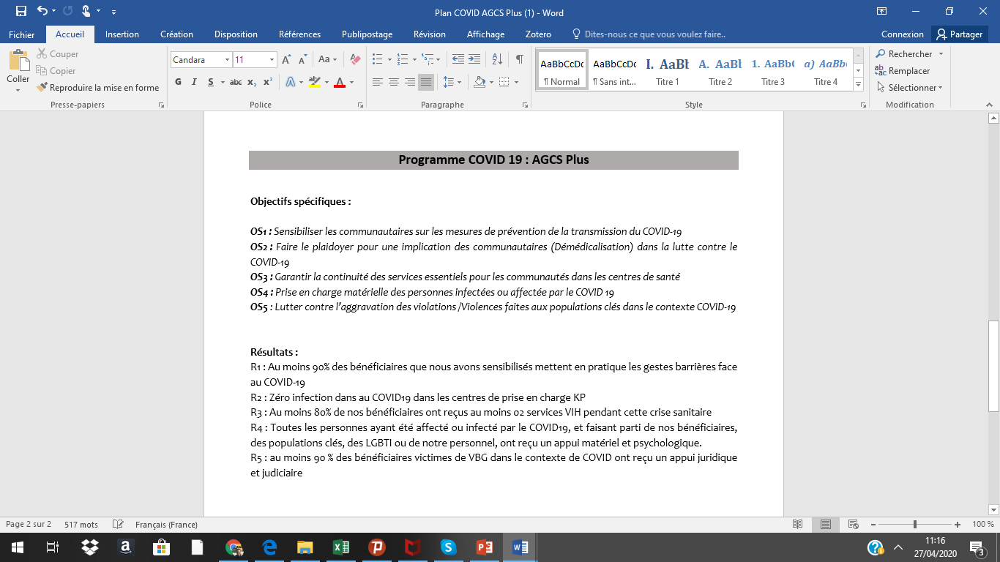 Plan COVID AGCS Plus (1) - Word
Fichier Accueil Insertion Création Disposition Références Publipostage Révision Affichage Zotero Dites-nous ce que vous voulez faire.. Connexion Partager
Coller
Couper
Copier
Reproduire la mise en forme
Presse-papiers
Candara 11
Aa
G I S abc x₂ x² A ab A
Police
Paragraphe
AaBbCcDc AaBbCcDc I. AaBb A. AaBb 1. AaBbC a) AaBbC
¶ Normal ¶ Sans int... Titre 1 Titre 2 Titre 3 Titre 4
Style
Rechercher
Remplacer
Sélectionner
Modification
Programme COVID 19 : AGCS Plus
Objectifs spécifiques :
OS1 : Sensibiliser les communautaires sur les mesures de prévention de la transmission du COVID-19
OS2 : Faire le plaidoyer pour une implication des communautaires (Démédicalisation) dans la lutte contre le
COVID-19
OS3 : Garantir la continuité des services essentiels pour les communautés dans les centres de santé
OS4 : Prise en charge matérielle des personnes infectées ou affectée par le COVID 19
OS5 : Lutter contre l'aggravation des violations /Violences faites aux populations clés dans le contexte COVID-19
Résultats :
R1 : Au moins 90% des bénéficiaires que nous avons sensibilisés mettent en pratique les gestes barrières face
au COVID-19
R2 : Zéro infection dans au COVID19 dans les centres de prise en charge KP
R3 : Au moins 80% de nos bénéficiaires ont reçus au moins 02 services VIH pendant cette crise sanitaire
R4 : Toutes les personnes ayant été affecté ou infecté par le COVID19, et faisant parti de nos bénéficiaires,
des populations clés, des LGBTI ou de notre personnel, ont reçu un appui matériel et psychologique.
R5 : au moins 90 % des bénéficiaires victimes de VBG dans le contexte de COVID ont reçu un appui juridique
et judiciaire
Page 2 sur 2 517 mots Français (France) 100 %
11:16
27/04/2020
3